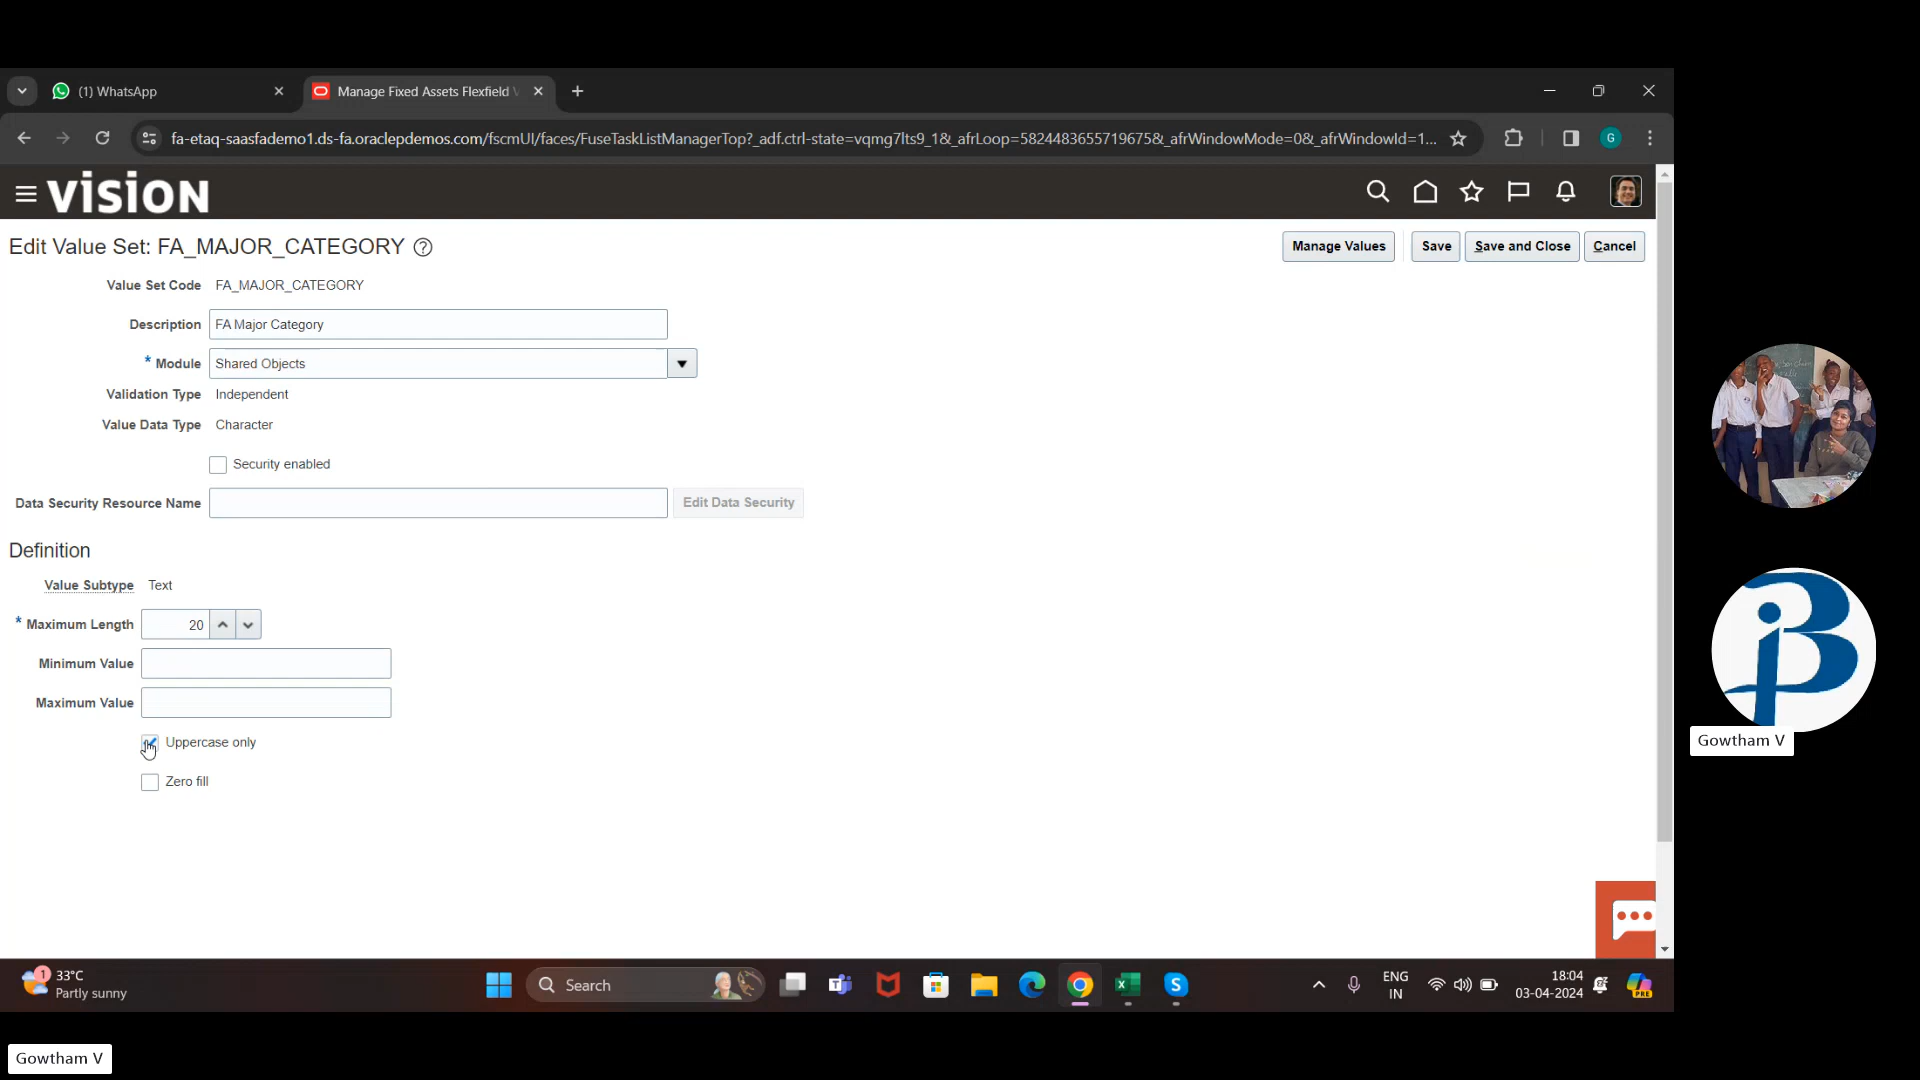 (1) WhatsApp
Manage Fixed Assets Flexfield V
fa-etaq-saasfademo1.ds-fa.oraclepdemos.com/fscmUI/faces/FuseTaskListManagerTop?_adf.ctrl-state=vqmg7lts9_1&_afrLoop=58244836557196​75&_afrWindowMode=0&_afrWindowId=1...
G
vision
Edit Value Set: FA_MAJOR_CATEGORY ?
Manage Values Save Save and Close Cancel
Value Set Code FA_MAJOR_CATEGORY
Description FA Major Category
* Module Shared Objects
Validation Type Independent
Value Data Type Character
Security enabled
Data Security Resource Name Edit Data Security
Definition
Value Subtype Text
* Maximum Length 20
Minimum Value
Maximum Value
Uppercase only
Zero fill
1 33°C
Partly sunny
Search
ENG
IN
18:04
03-04-2024
PRE
Gowtham V
Gowtham V